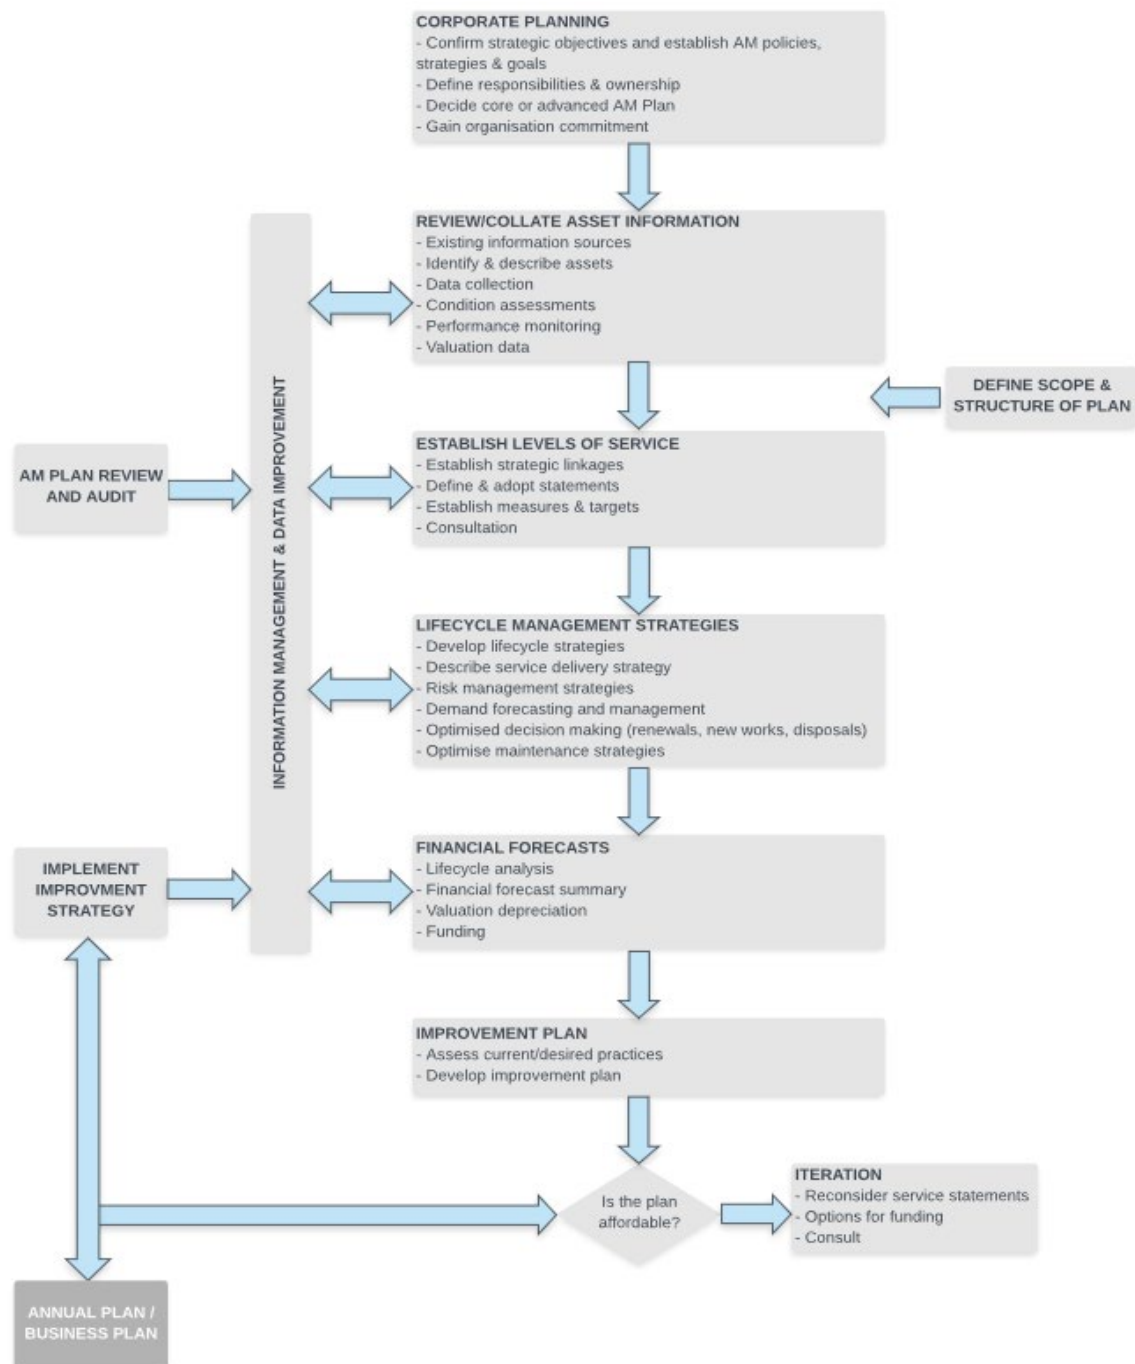 CORPORATE PLANNING
- Confirm strategic objectives and establish AM policies,
strategies & goals
- Define responsibilities & ownership
- Decide core or advanced AM Plan
- Gain organisation commitment
REVIEW/COLLATE ASSET INFORMATION
- Existing information sources
- Identify & describe assets
- Data collection
- Condition assessments
- Performance monitoring
- Valuation data
DEFINE SCOPE &
STRUCTURE OF PLAN
AM PLAN REVIEW
AND AUDIT
INFORMATION MANAGEMENT & DATA IMPROVEMENT
ESTABLISH LEVELS OF SERVICE
- Establish strategic linkages
- Define & adopt statements
- Establish measures & targets
- Consultation
LIFECYCLE MANAGEMENT STRATEGIES
- Develop lifecycle strategies
- Describe service delivery strategy
- Risk management strategies
- Demand forecasting and management
- Optimised decision making (renewals, new works, disposals)
- Optimise maintenance strategies
IMPLEMENT
IMPROVMENT
STRATEGY
FINANCIAL FORECASTS
- Lifecycle analysis
- Financial forecast summary
- Valuation depreciation
- Funding
IMPROVEMENT PLAN
- Assess current/desired practices
- Develop improvement plan
Is the plan
affordable?
ITERATION
- Reconsider service statements
- Options for funding
- Consult
ANNUAL PLAN /
BUSINESS PLAN